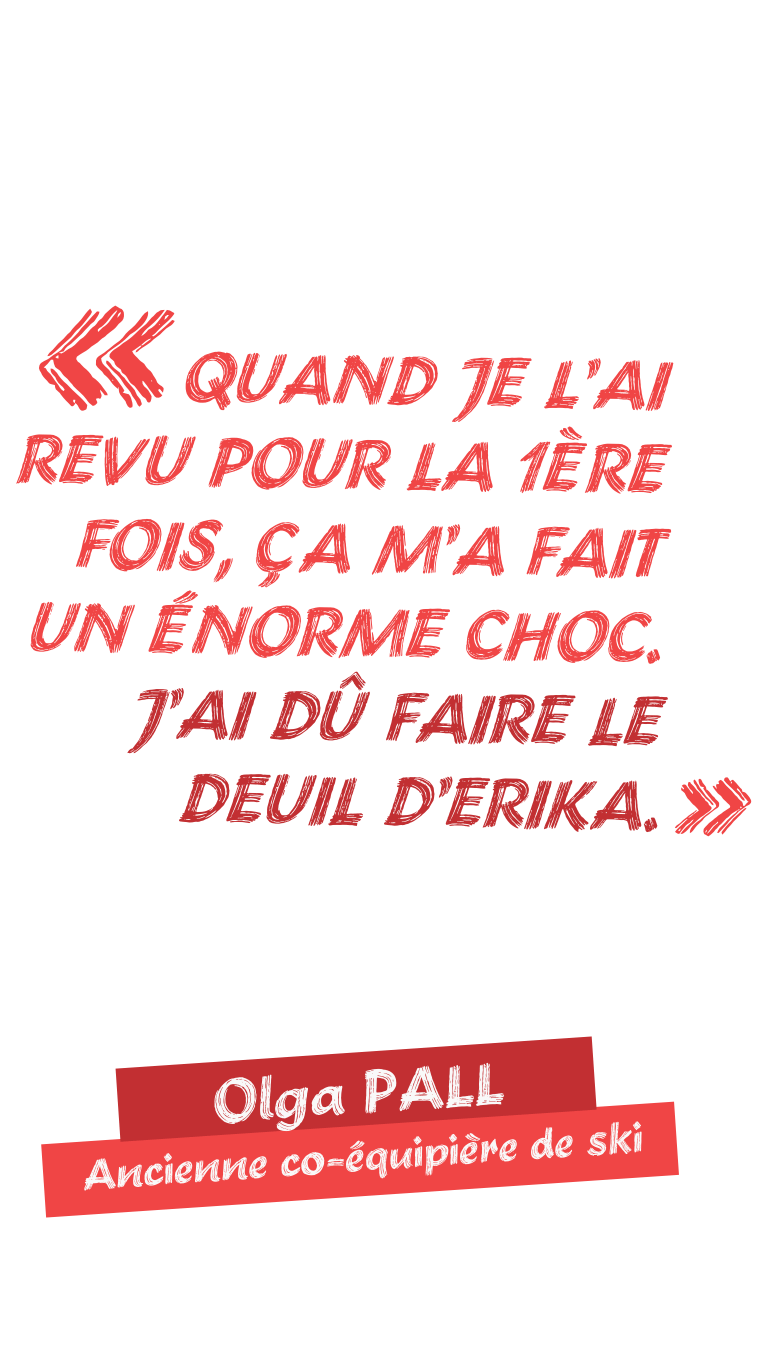 « QUAND JE L'AI
REVU POUR LA 1ÈRE
FOIS, ÇA M'A FAIT
UN ÉNORME CHOC.
J'AI DÛ FAIRE LE
DEUIL D'ERIKA. »
Olga PALL
Ancienne co-équipière de ski